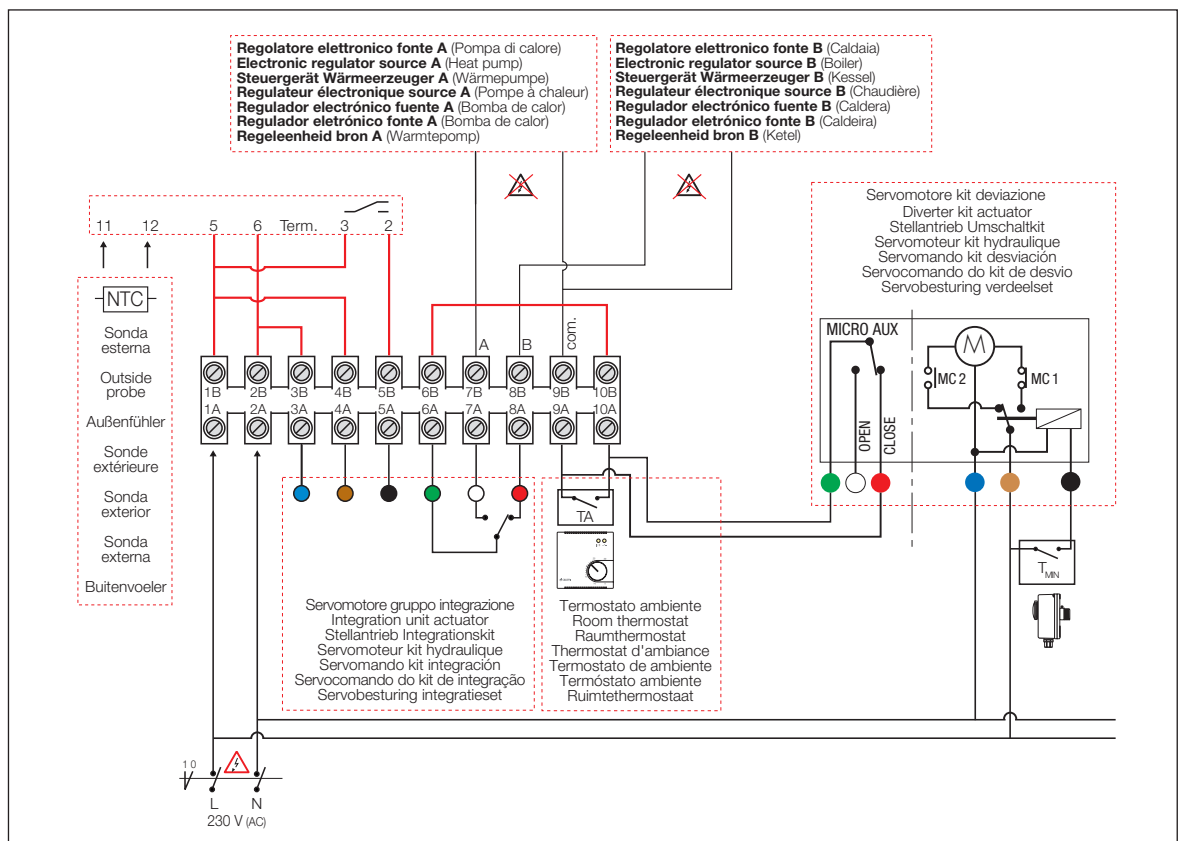 Regolatore elettronico fonte A (Pompa di calore)
Electronic regulator source A (Heat pump)
Steuergerät Wärmeerzeuger A (Wärmepumpe)
Regulateur électronique source A (Pompe à chaleur)
Regulador electrónico fuente A (Bomba de calor)
Regulador eletrónico fonte A (Bomba de calor)
Regeleenheid bron A (Warmtepomp)
Regolatore elettronico fonte B (Caldaia)
Electronic regulator source B (Boiler)
Steuergerät Wärmeerzeuger B (Kessel)
Regulateur électronique source B (Chaudière)
Regulador electrónico fuente B (Caldera)
Regulador eletrónico fonte B (Caldeira)
Regeleenheid bron B (Ketel)
Servomotore kit deviazione
Diverter kit actuator
Stellantrieb Umschaltkit
Servomoteur kit hydraulique
Servomando kit desviación
Servocomando do kit de desvio
Servobesturing verdeelset
11 12 5 6 Term. 3 2
NTC
Sonda
esterna
Outside
probe
Außenfühler
Sonde
extérieure
Sonda
exterior
Sonda
externa
Buitenvoeler
A B com.
1B 2B 3B 4B 5B 6B 7B 8B 9B 10B
1A 2A 3A 4A 5A 6A 7A 8A 9A 10A
MICRO AUX
OPEN
CLOSE
M
MC 2
MC 1
TA
TMIN
Servomotore gruppo integrazione
Integration unit actuator
Stellantrieb Integrationskit
Servomoteur kit hydraulique
Servomando kit integración
Servocomando do kit de integração
Servobesturing integratieset
Termostato ambiente
Room thermostat
Raumthermostat
Thermostat d'ambiance
Termostato de ambiente
Termóstato ambiente
Ruimtethermostaat
1 0
L N
230 V (AC)